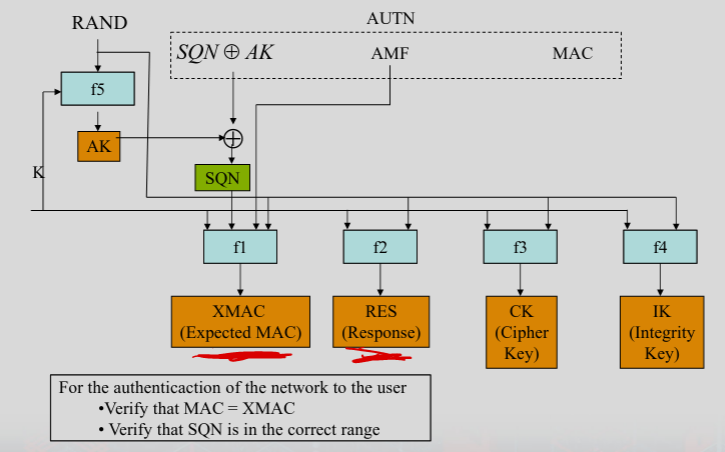 RAND
AUTN
SQN ⊕ AK
AMF
MAC
f5
AK
K
SQN
f1
f2
f3
f4
XMAC
(Expected MAC)
RES
(Response)
CK
(Cipher
Key)
IK
(Integrity
Key)
For the authenticaction of the network to the user
•Verify that MAC = XMAC
• Verify that SQN is in the correct range